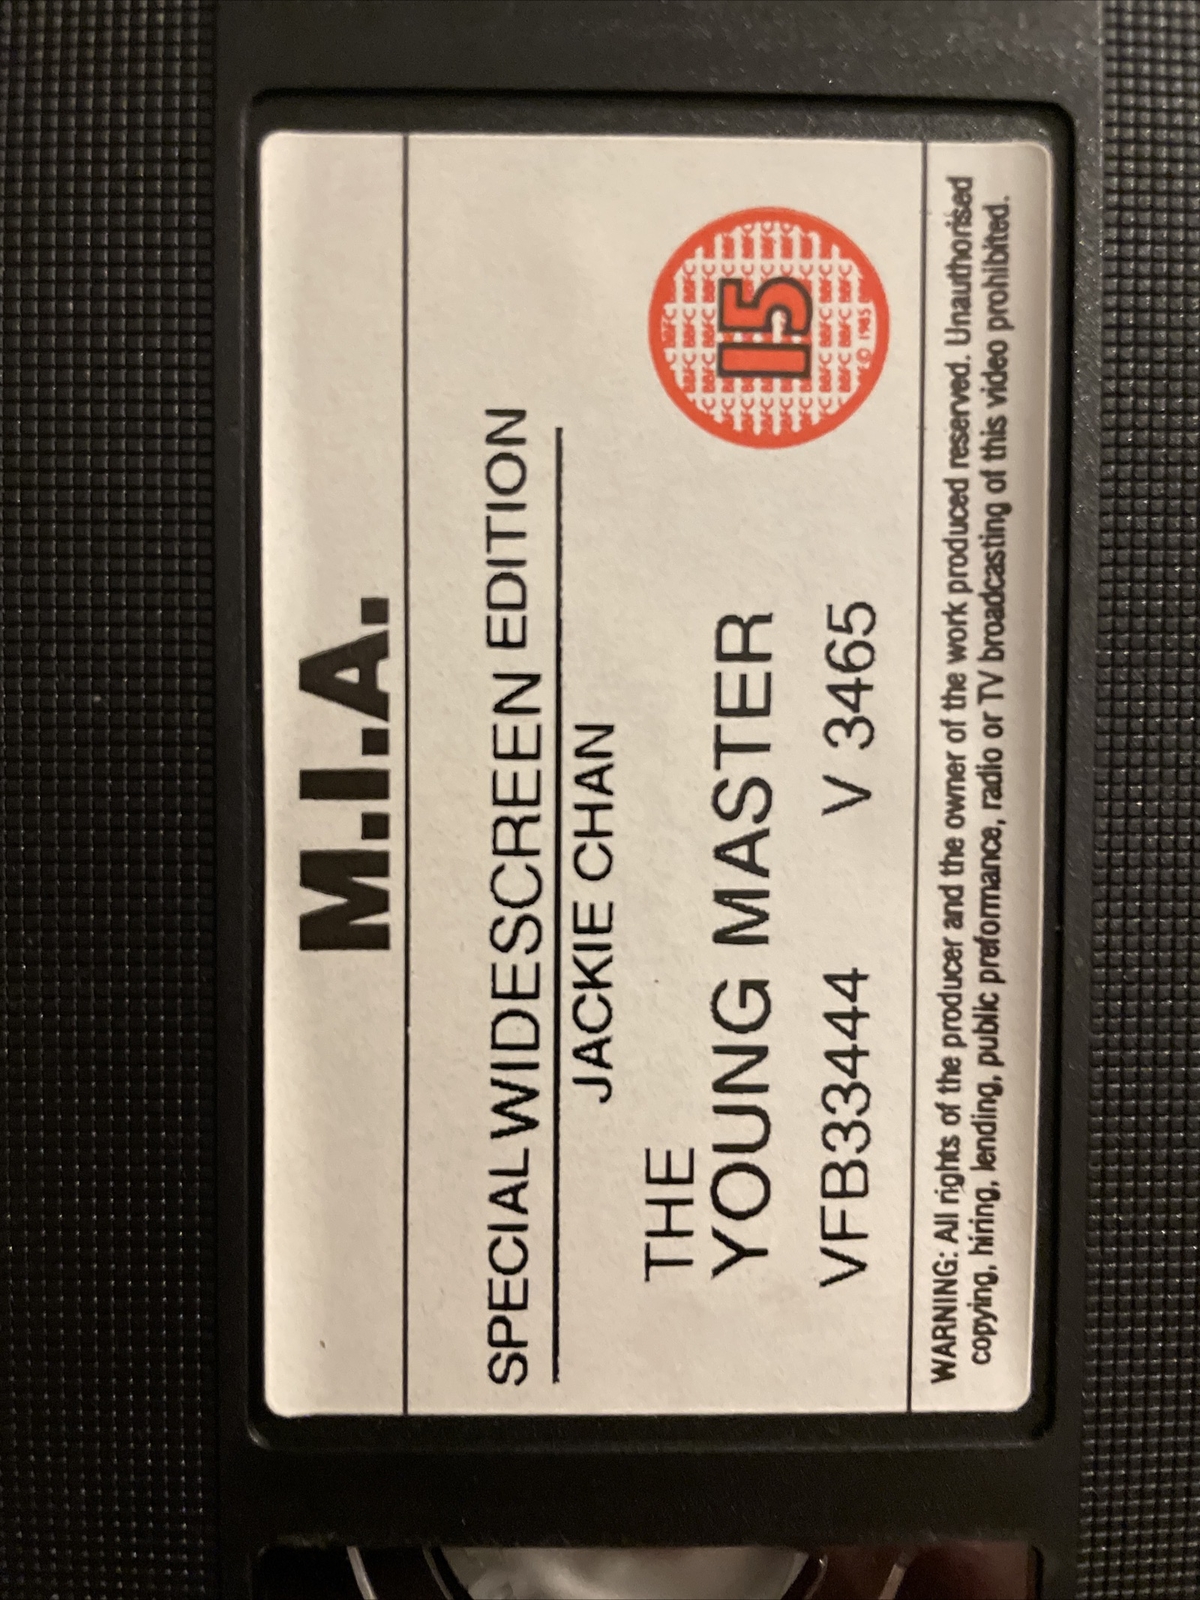 M.I.A.
SPECIAL WIDESCREEN EDITION
JACKIE CHAN
THE
YOUNG MASTER
VFB33444 V 3465
15
© 1985
WARNING: All rights of the producer and the owner of the work produced reserved. Unauthorised
copying, hiring, lending, public preformance, radio or TV broadcasting of this video prohibited.